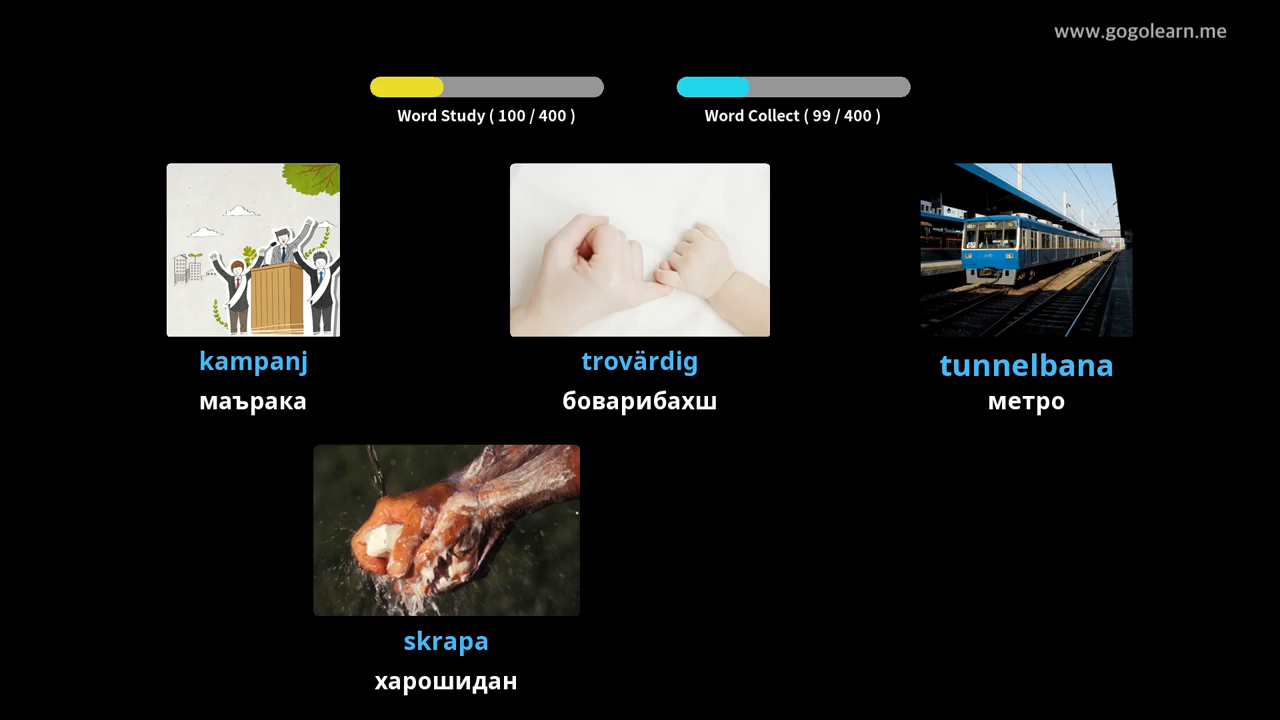 www.gogolearn.me
Word Study ( 100 / 400 )
Word Collect ( 99 / 400 )
kampanj
маърака
trovärdig
боварибахш
tunnelbana
метро
skrapa
харошидан